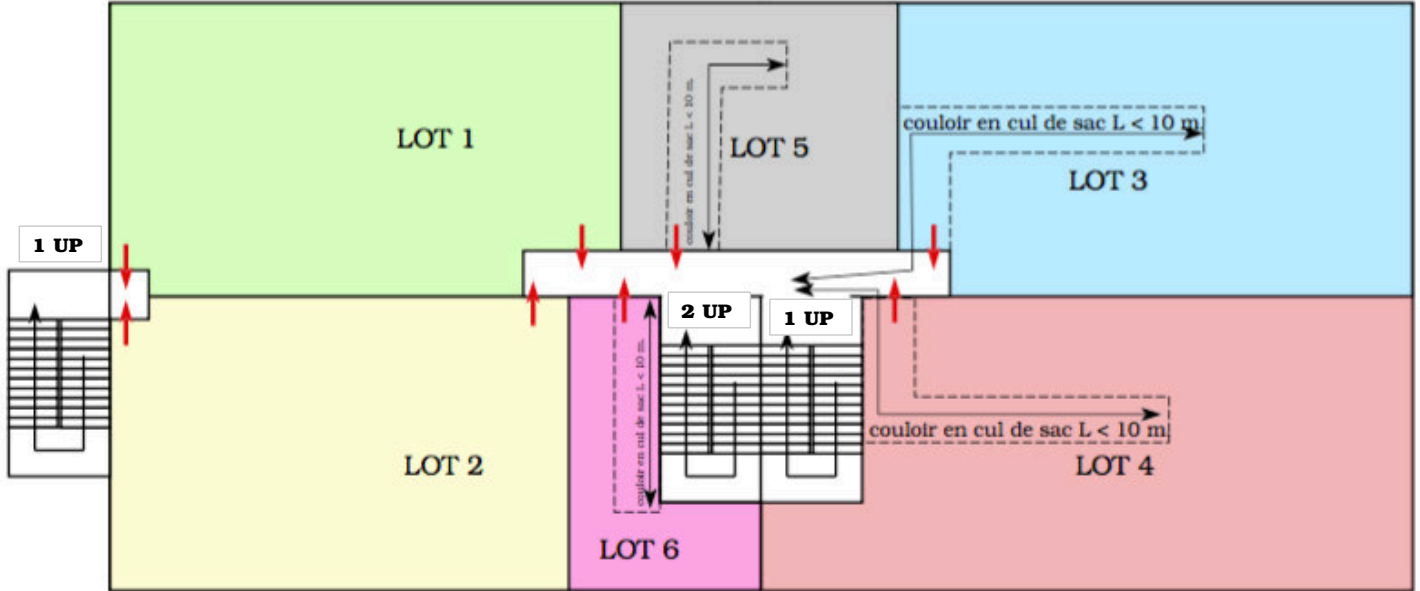 LOT 1
LOT 5
couloir en cul de sac L < 10 m.
couloir en cul de sac L < 10 m
LOT 3
1 UP
2 UP
1 UP
couloir en cul de sac L < 10 m.
couloir en cul de sac L < 10 m
LOT 2
LOT 4
LOT 6